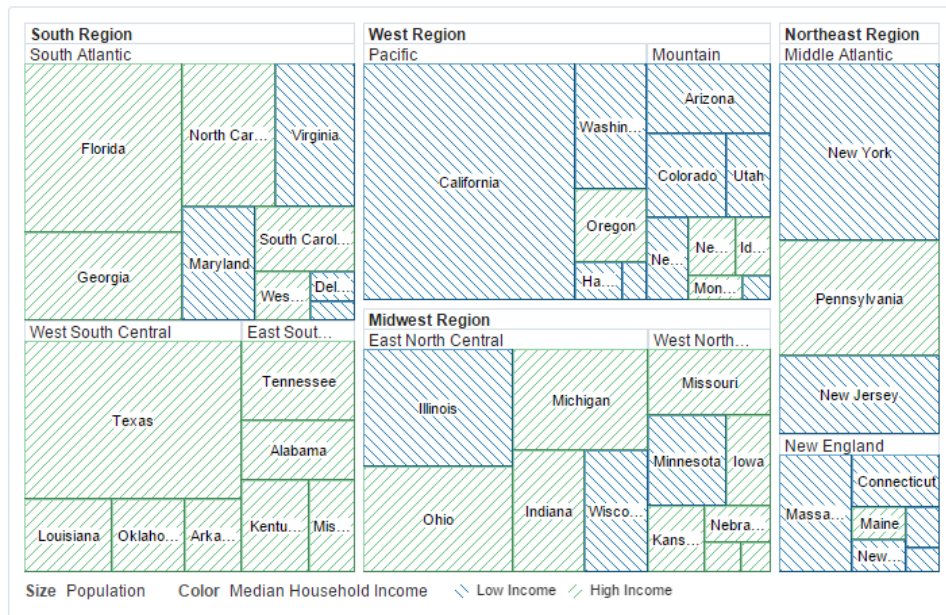 South Region
South Atlantic
Florida
North Car...
Virginia
Georgia
Maryland
South Carol...
Wes...
Del...
West South Central
East Sout...
Texas
Tennessee
Alabama
Louisiana
Oklaho...
Arka...
Kentu...
Mis...
West Region
Pacific
Mountain
California
Washin...
Oregon
Ha...
Arizona
Colorado
Utah
Ne...
Ne...
Id...
Mon...
Midwest Region
East North Central
West North...
Illinois
Michigan
Ohio
Indiana
Wisco...
Missouri
Minnesota
Iowa
Kans...
Nebra...
Northeast Region
Middle Atlantic
New York
Pennsylvania
New Jersey
New England
Massa...
Connecticut
Maine
New...
Size Population Color Median Household Income Low Income High Income